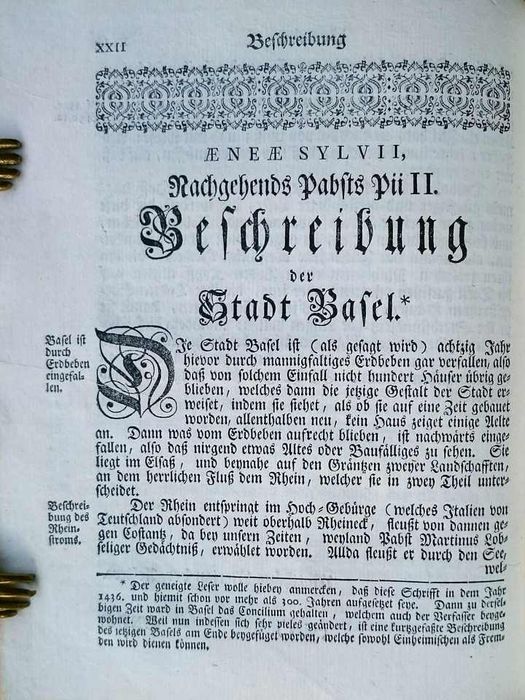 XXII
Beschreibung
ÆNEÆ SYLVII,
Nachgehends Pabsts Pii II.
Beschreibung
der
Stadt Basel.*
Basel ist
durch
Erdbeben
eingefal-
len.
DIe Stadt Basel ist (als gesagt wird) achtzig Jahr
hievor durch mannigfaltiges Erdbeben gar verfallen, also
daß von solchem Einfall nicht hundert Häuser übrig ge-
blieben, welches dann die jetzige Gestalt der Stadt er-
weiset, indem sie siehet, als ob sie auf eine Zeit gebauet
worden, allenthalben neu, kein Haus zeiget einige Aelte
an. Dann was vom Erdbeben aufrecht blieben, ist nachwärts einge-
fallen, also daß nirgend etwas Altes oder Baufälliges zu sehen. Sie
liegt im Elsaß, und beynahe auf den Gräntzen zweyer Landschafften,
an dem herrlichen Fluß dem Rhein, welcher sie in zwey Theil unter-
scheidet.
Beschrei-
bung des
Rhein-
stroms.
Der Rhein entspringt im Hoch-Gebürge (welches Italien von
Teutschland absondert) weit oberhalb Rheineck, fleußt von dannen ge-
gen Costantz, da bey unsern Zeiten, weyland Pabst Martinus Lob-
seliger Gedächtniß, erwählet worden. Allda fleußt er durch den See,
wel-
* Der geneigte Leser wolle hiebey anmercken, daß diese Schrifft in dem Jahr
1436. und hiemit schon vor mehr als 300. Jahren aufgesetzet seye. Dann zu dersel-
bigen Zeit ward in Basel das Concilium gehalten, welchem auch der Verfasser beyge-
wohnet. Weil nun indessen sich sehr vieles geändert, ist eine kurtzgefaßte Beschreibung
des jetzigen Basels am Ende beygefüget worden, welche sowohl Einheimischen als Frem-
den wird dienen können.